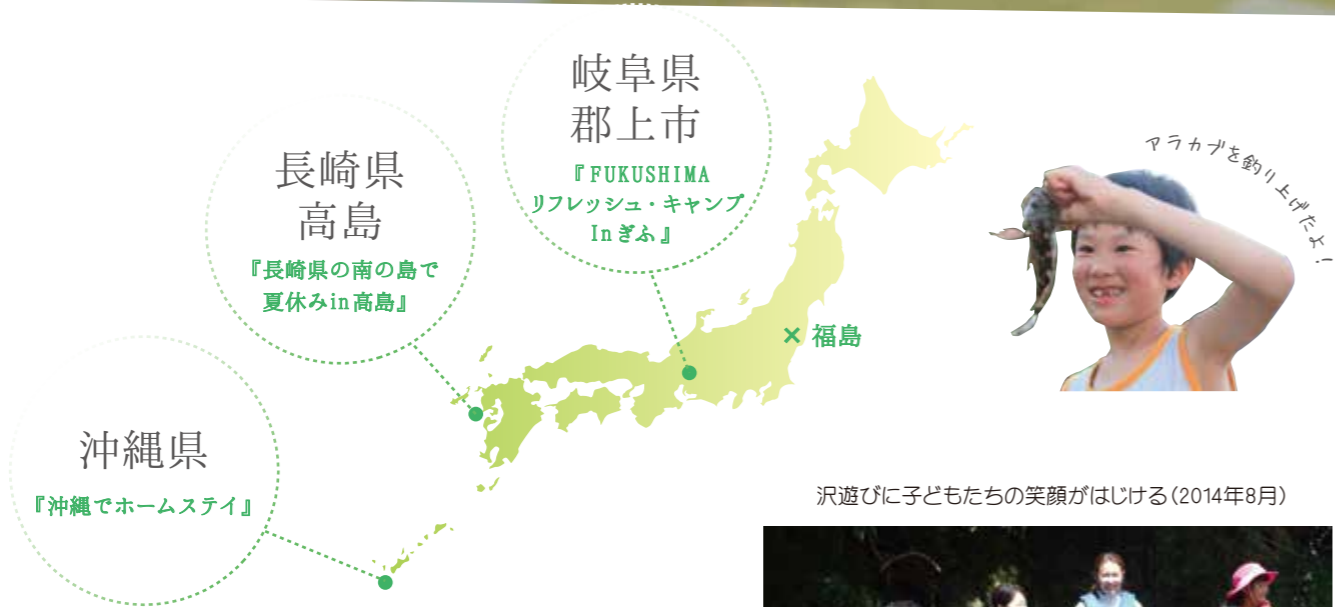 岐阜県
郡上市
『FUKUSHIMA
リフレッシュ・キャンプ
Inぎふ』
長崎県
高島
『長崎県の南の島で
夏休みin高島』
沖縄県
『沖縄でホームステイ』
× 福島
アラカブを釣り上げたよ！
沢遊びに子どもたちの笑顔がはじける（2014年8月）